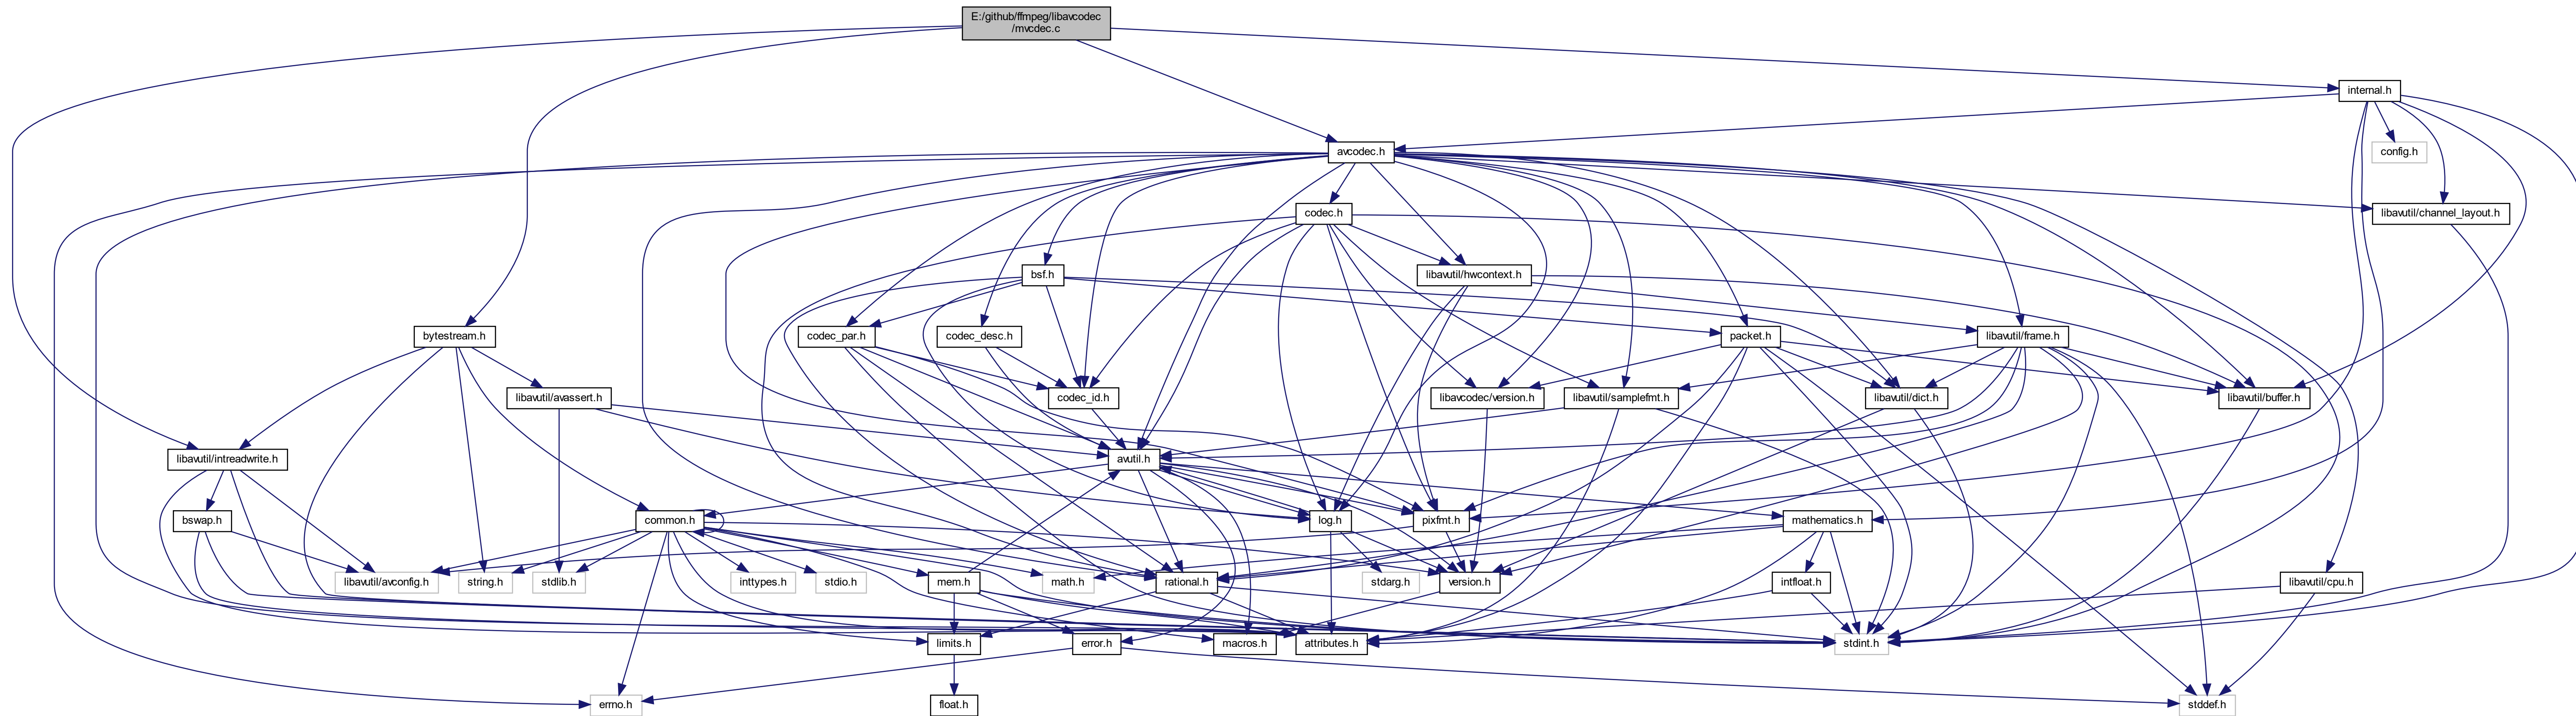 E:/github/ffmpeg/libavcodec
/mvcdec.c
internal.h
avcodec.h
config.h
codec.h
libavutil/channel_layout.h
bsf.h
libavutil/hwcontext.h
bytestream.h
codec_par.h
codec_desc.h
packet.h
libavutil/frame.h
libavutil/avassert.h
codec_id.h
libavcodec/version.h
libavutil/samplefmt.h
libavutil/dict.h
libavutil/buffer.h
libavutil/intreadwrite.h
avutil.h
bswap.h
common.h
log.h
pixfmt.h
mathematics.h
libavutil/avconfig.h
string.h
stdlib.h
inttypes.h
stdio.h
mem.h
math.h
rational.h
stdarg.h
version.h
intfloat.h
libavutil/cpu.h
limits.h
error.h
macros.h
attributes.h
stdint.h
errno.h
float.h
stddef.h